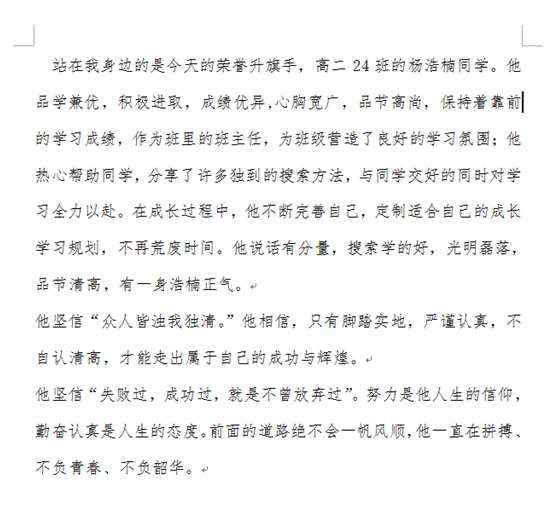 站在我身边的是今天的荣誉升旗手，高二 24 班的杨浩楠同学。他
品学兼优，积极进取，成绩优异,心胸宽广，品节高尚，保持着靠前
的学习成绩，作为班里的班主任，为班级营造了良好的学习氛围；他
热心帮助同学，分享了许多独到的搜索方法，与同学交好的同时对学
习全力以赴。在成长过程中，他不断完善自己，定制适合自己的成长
学习规划，不再荒废时间。他说话有分量，搜索学的好，光明磊落，
品节清高，有一身浩楠正气。
他坚信“众人皆浊我独清。”他相信，只有脚踏实地，严谨认真，不
自认清高，才能走出属于自己的成功与辉煌。
他坚信“失败过，成功过，就是不曾放弃过”。努力是他人生的信仰，
勤奋认真是人生的态度。前面的道路绝不会一帆风顺，他一直在拼搏、
不负青春、不负韶华。